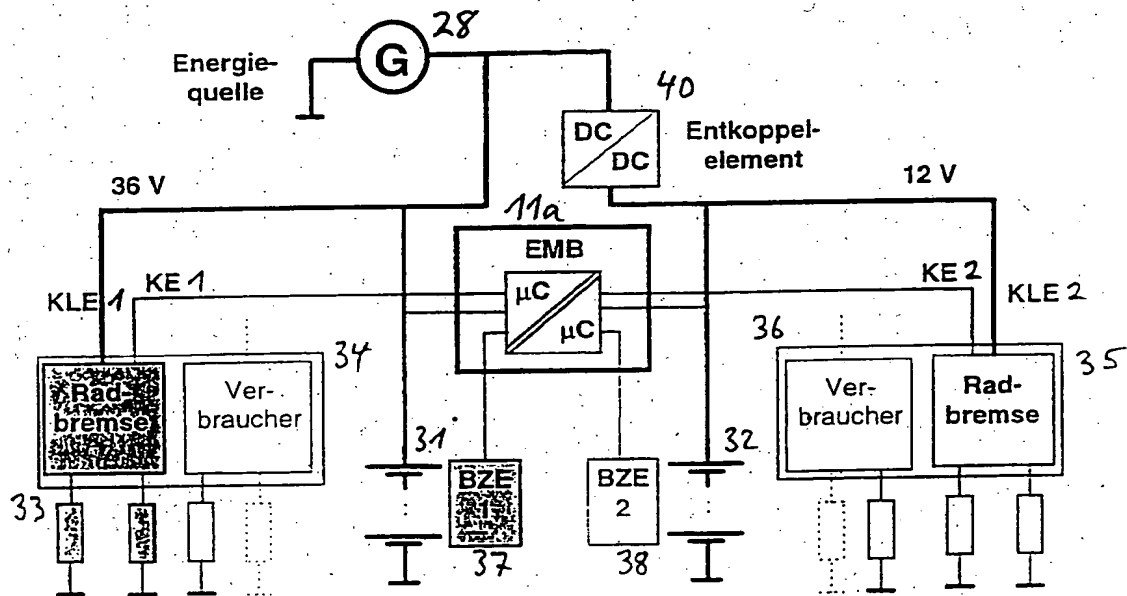 28
Energie-
quelle
G
40
DC
DC
Entkoppel-
element
36 V
12 V
11a
EMB
µC
µC
KLE 1
KE 1
KE 2
KLE 2
34
36
35
Rad-
bremse
Ver-
braucher
Ver-
braucher
Rad-
bremse
31
32
33
BZE
1
BZE
2
37
38